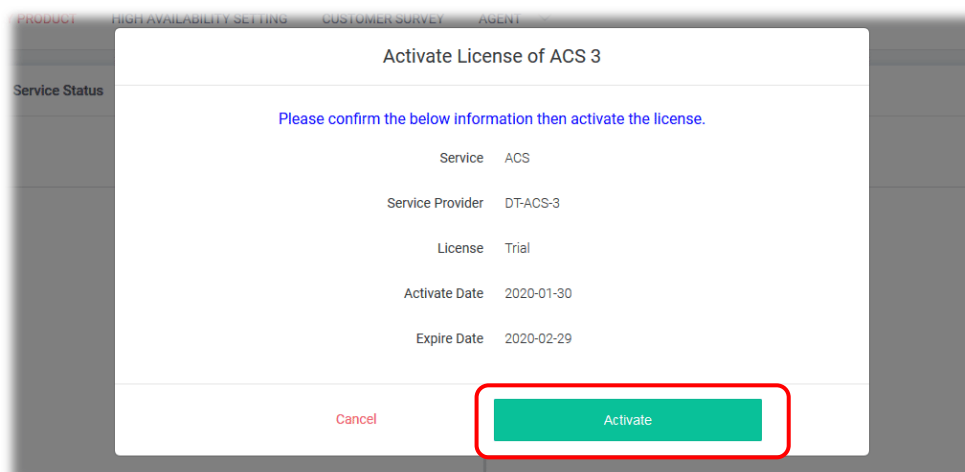 PRODUCT HIGH AVAILABILITY SETTING CUSTOMER SURVEY AGENT
Activate License of ACS 3
Service Status
Please confirm the below information then activate the license.
Service ACS
Service Provider DT-ACS-3
License Trial
Activate Date 2020-01-30
Expire Date 2020-02-29
Cancel Activate